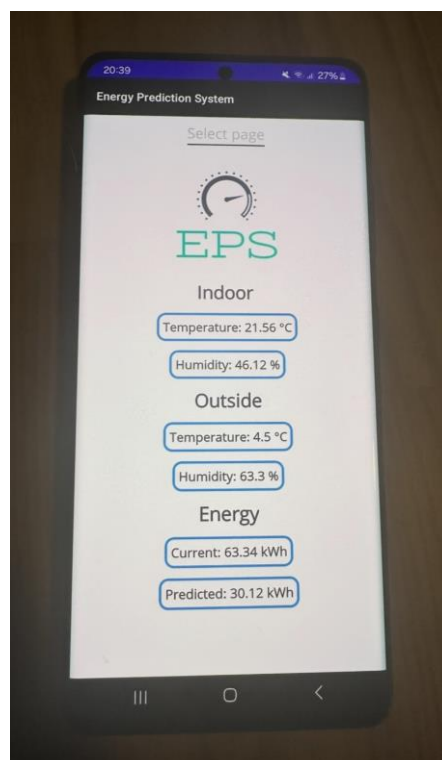 20:39
27%
Energy Prediction System
Select page
EPS
Indoor
Temperature: 21.56 °C
Humidity: 46.12 %
Outside
Temperature: 4.5 °C
Humidity: 63.3 %
Energy
Current: 63.34 kWh
Predicted: 30.12 kWh